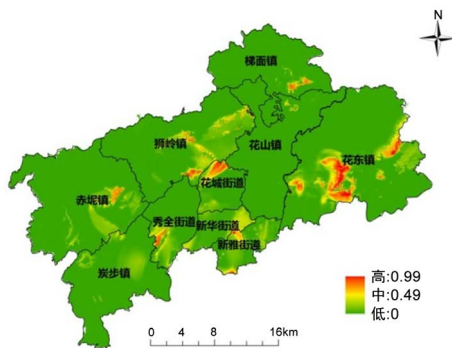 N
梯面镇
狮岭镇
花山镇
花东镇
花城街道
赤坭镇
秀全街道
新华街道
新雅街道
炭步镇
高:0.99
中:0.49
低:0
0 4 8 16km